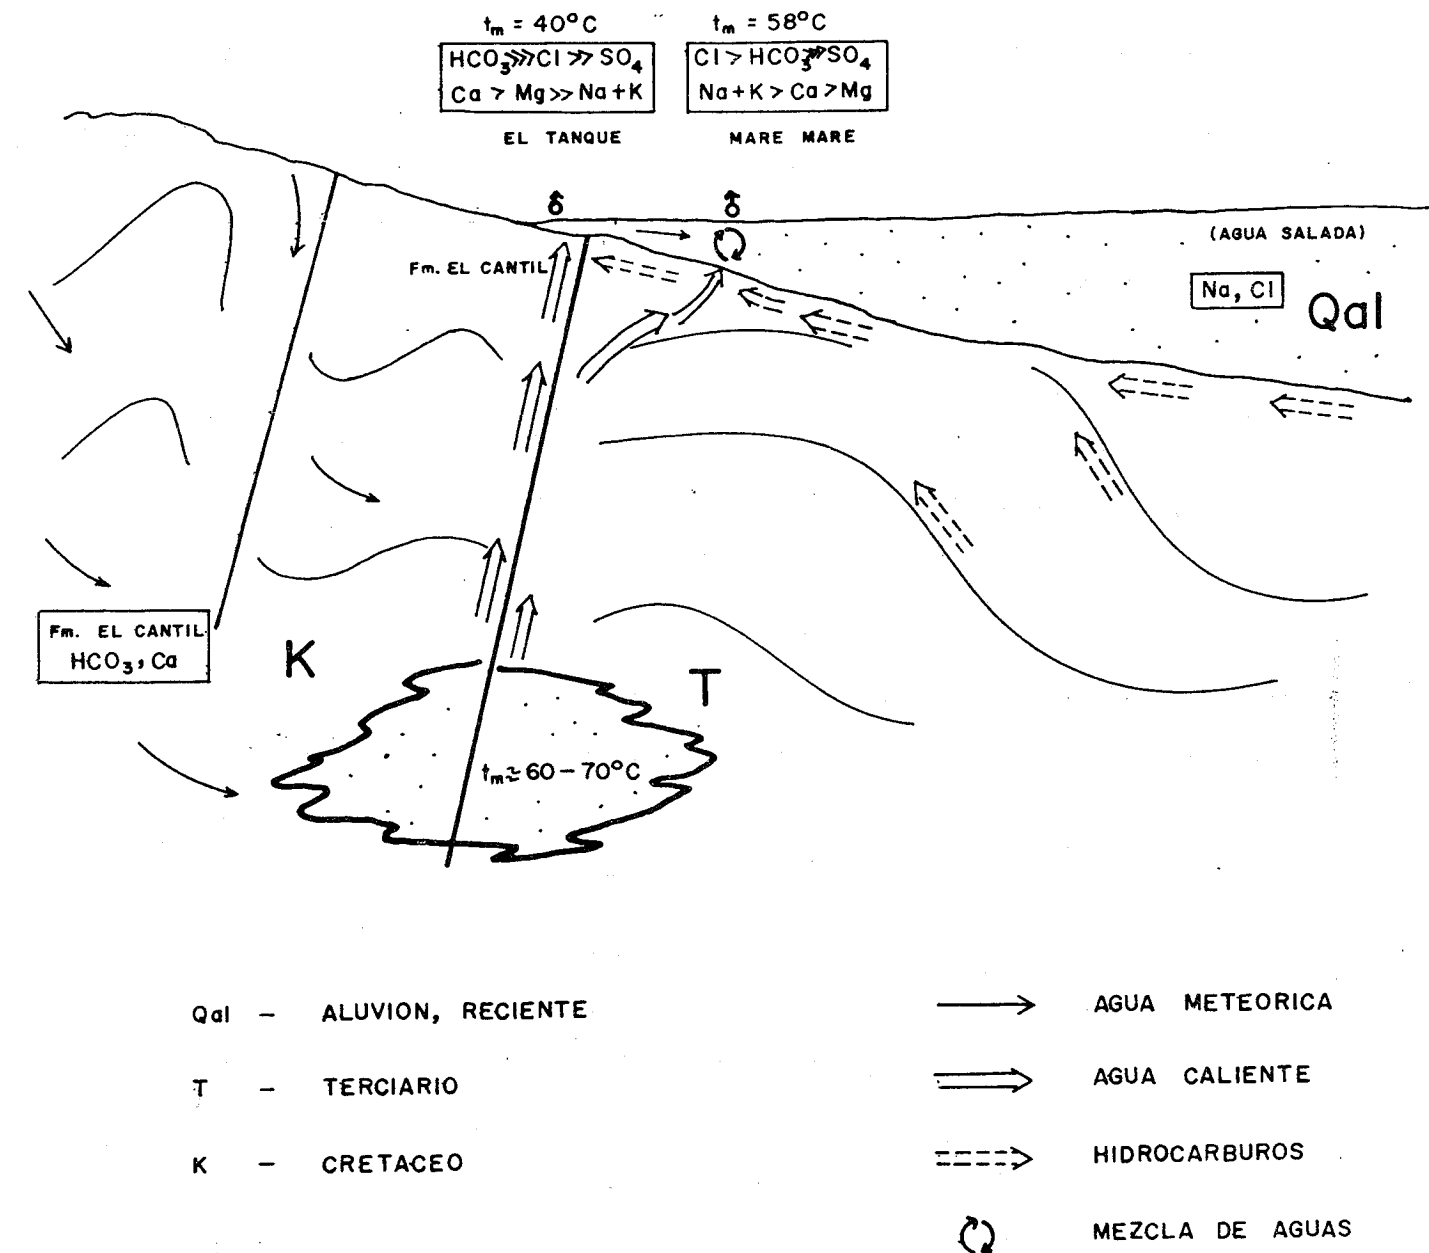 tm = 40°C
tm = 58°C
HCO3 >>> Cl >> SO4
Ca > Mg >> Na+K
Cl > HCO3 >> SO4
Na+K > Ca > Mg
EL TANQUE
MARE MARE
(AGUA SALADA)
Fm. EL CANTIL
Na, Cl
Qal
Fm. EL CANTIL
HCO3, Ca
K
T
tm ≃ 60-70°C
Qal - ALUVION, RECIENTE
T - TERCIARIO
K - CRETACEO
AGUA METEORICA
AGUA CALIENTE
HIDROCARBUROS
MEZCLA DE AGUAS